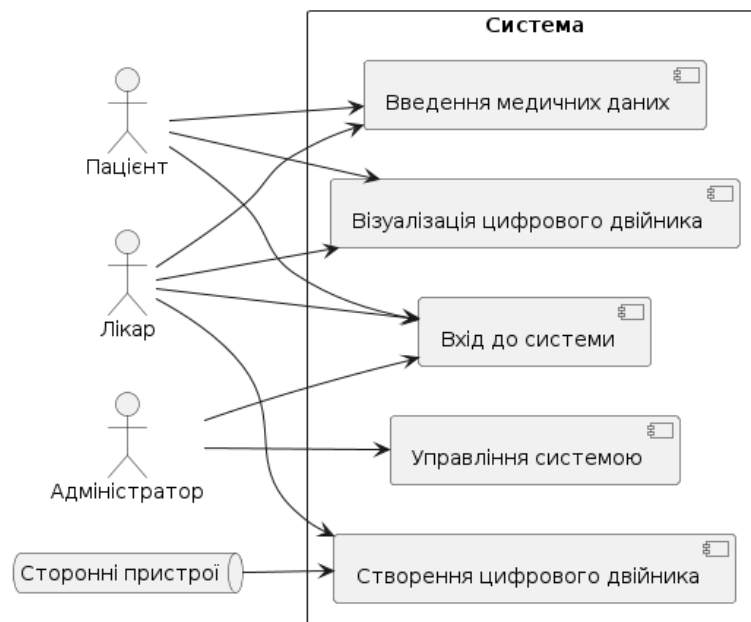 Система
Пацієнт
Лікар
Адміністратор
Сторонні пристрої
Введення медичних даних
Візуалізація цифрового двійника
Вхід до системи
Управління системою
Створення цифрового двійника